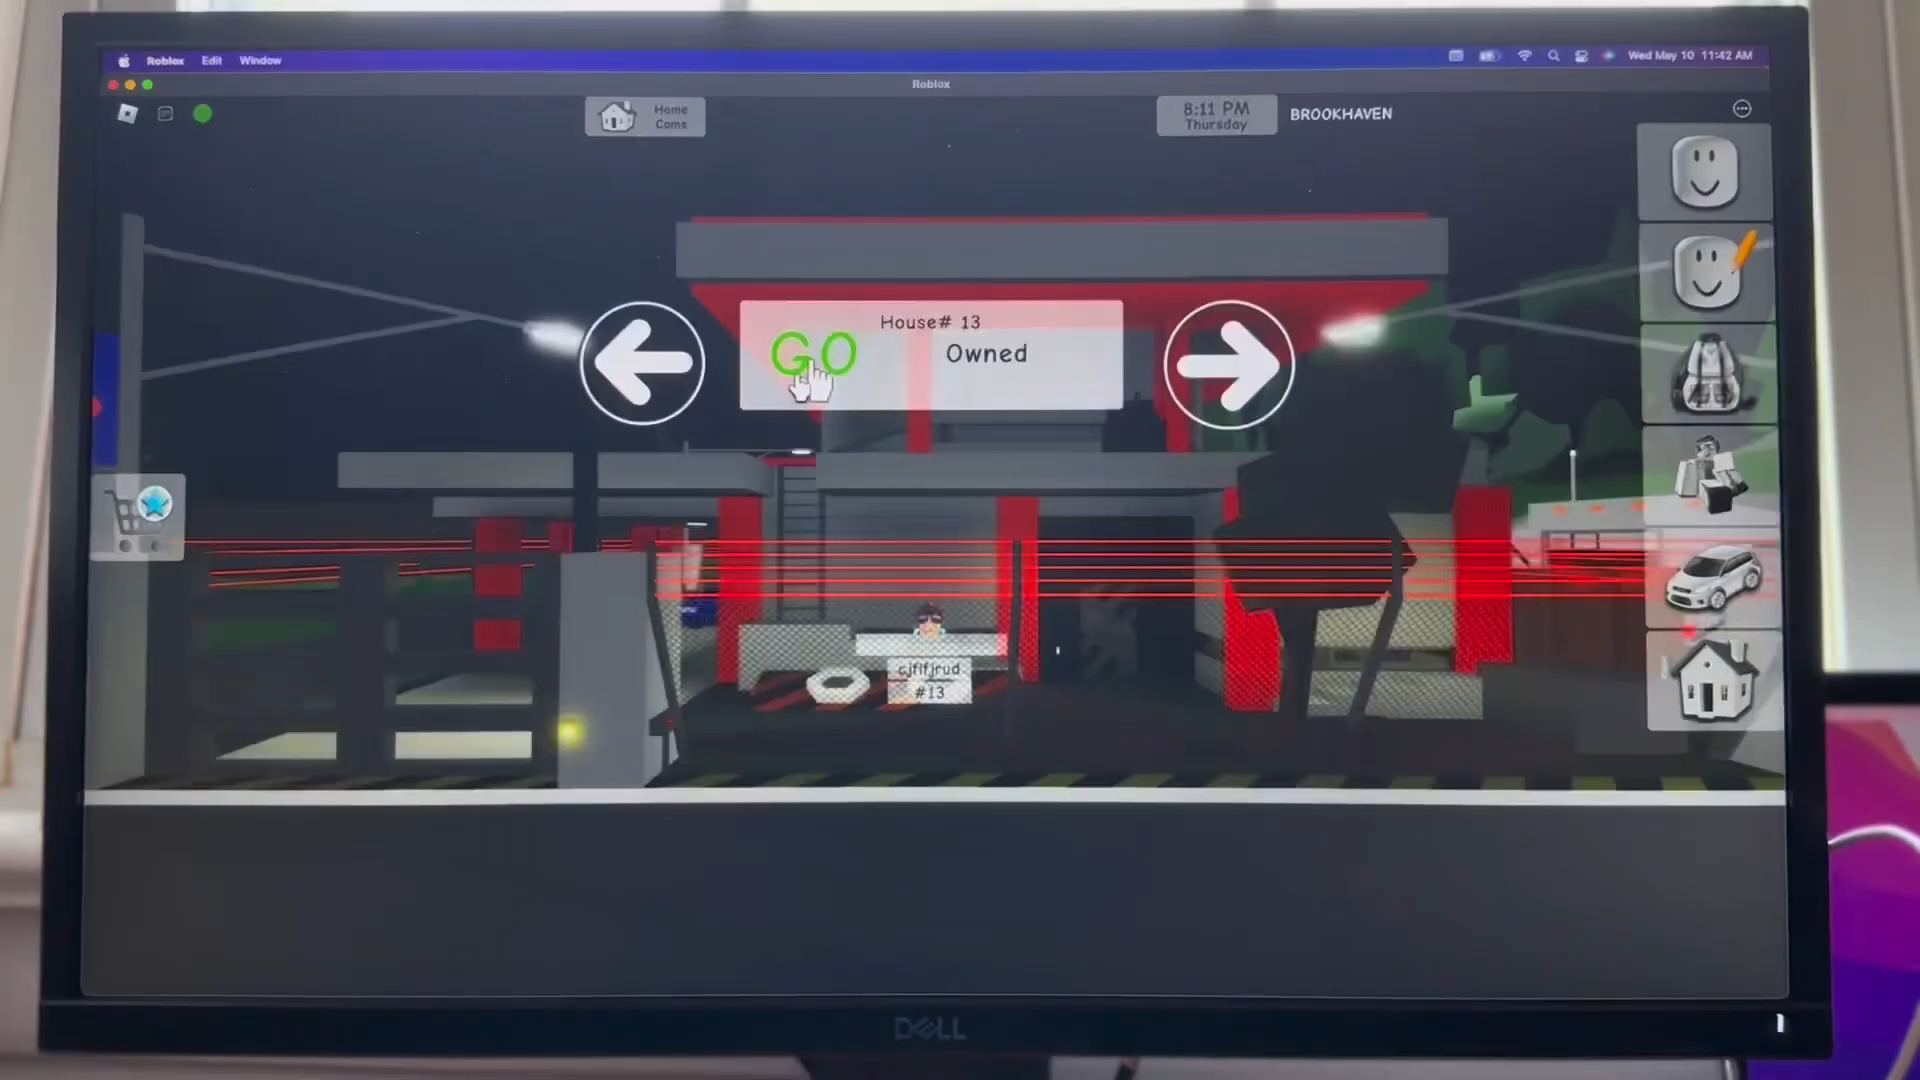 Roblox Edit Window
Wed May 10 11:42 AM
Roblox
Home
Cams
8:11 PM
Thursday
BROOKHAVEN
House# 13
GO
Owned
cjfifjrud
#13
DELL